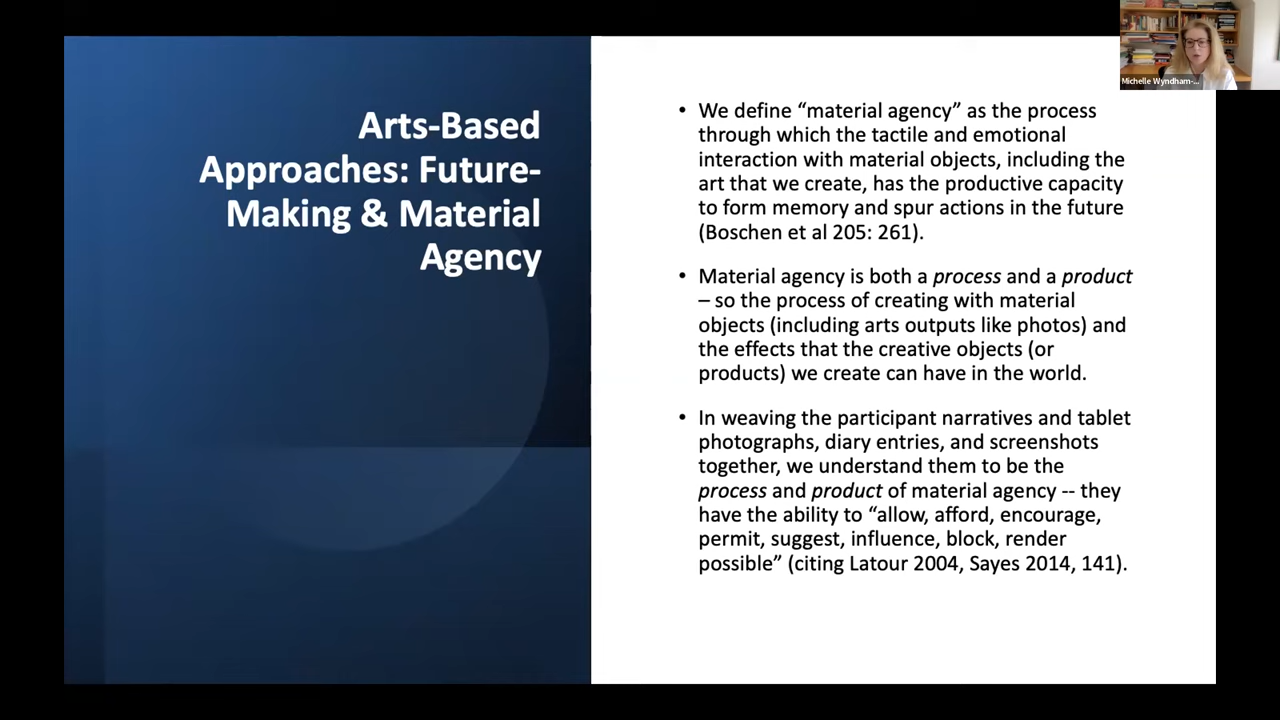 Arts-Based
Approaches: Future-
Making & Material
Agency
• We define “material agency” as the process
through which the tactile and emotional
interaction with material objects, including the
art that we create, has the productive capacity
to form memory and spur actions in the future
(Boschen et al 205: 261).
• Material agency is both a process and a product
– so the process of creating with material
objects (including arts outputs like photos) and
the effects that the creative objects (or
products) we create can have in the world.
• In weaving the participant narratives and tablet
photographs, diary entries, and screenshots
together, we understand them to be the
process and product of material agency -- they
have the ability to “allow, afford, encourage,
permit, suggest, influence, block, render
possible” (citing Latour 2004, Sayes 2014, 141).
Michelle Wyndham-...